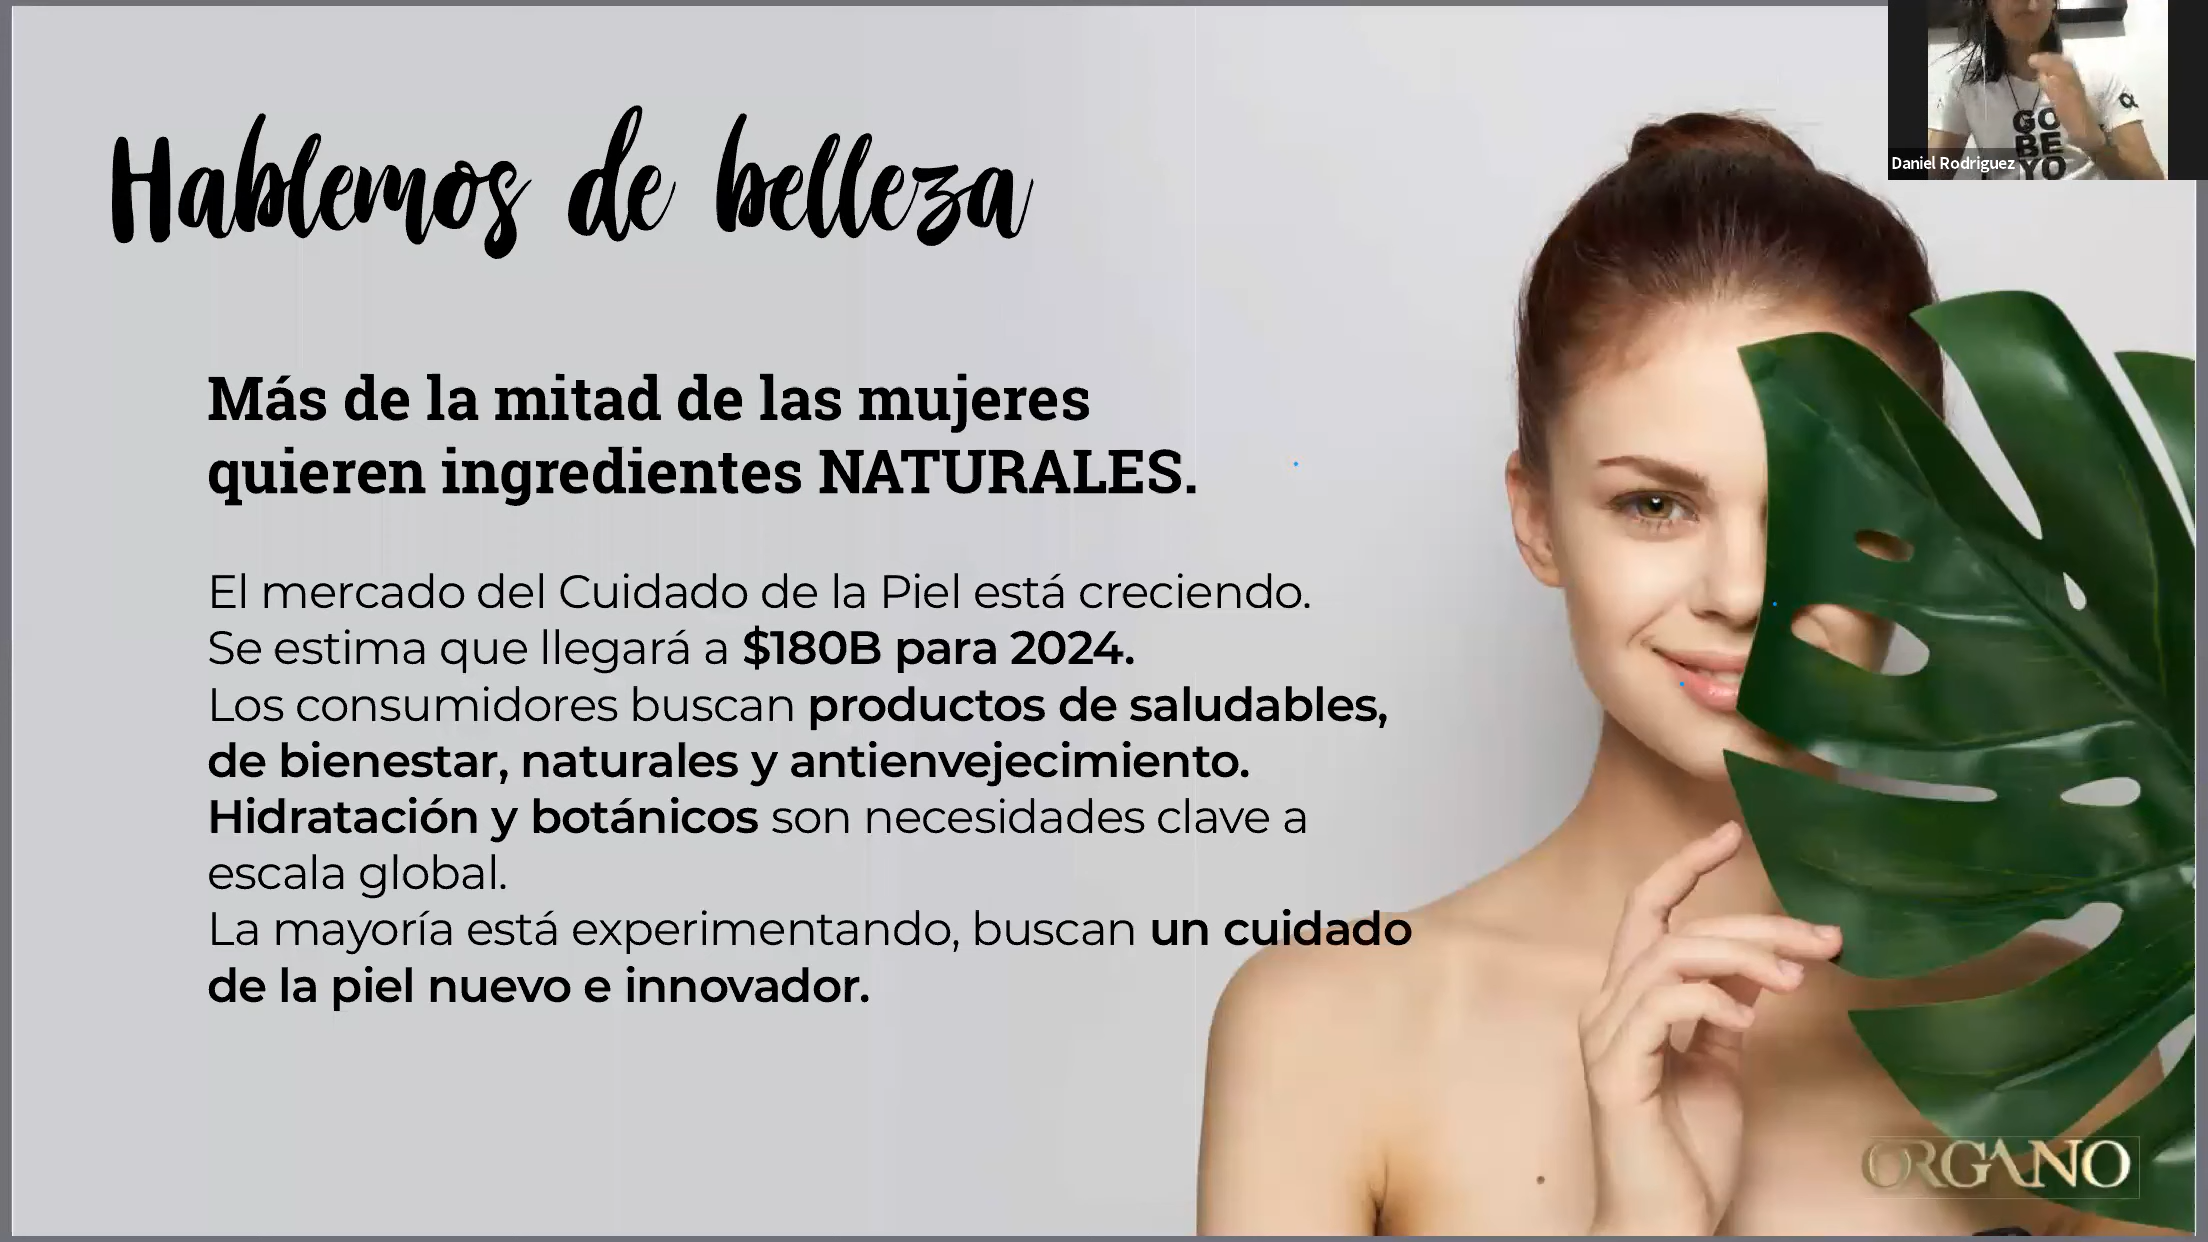 Hablemos de belleza
Más de la mitad de las mujeres
quieren ingredientes NATURALES.
El mercado del Cuidado de la Piel está creciendo.
Se estima que llegará a $180B para 2024.
Los consumidores buscan productos de saludables,
de bienestar, naturales y antienvejecimiento.
Hidratación y botánicos son necesidades clave a
escala global.
La mayoría está experimentando, buscan un cuidado
de la piel nuevo e innovador.
GO
BE
YO
Daniel Rodriguez
ORGANO